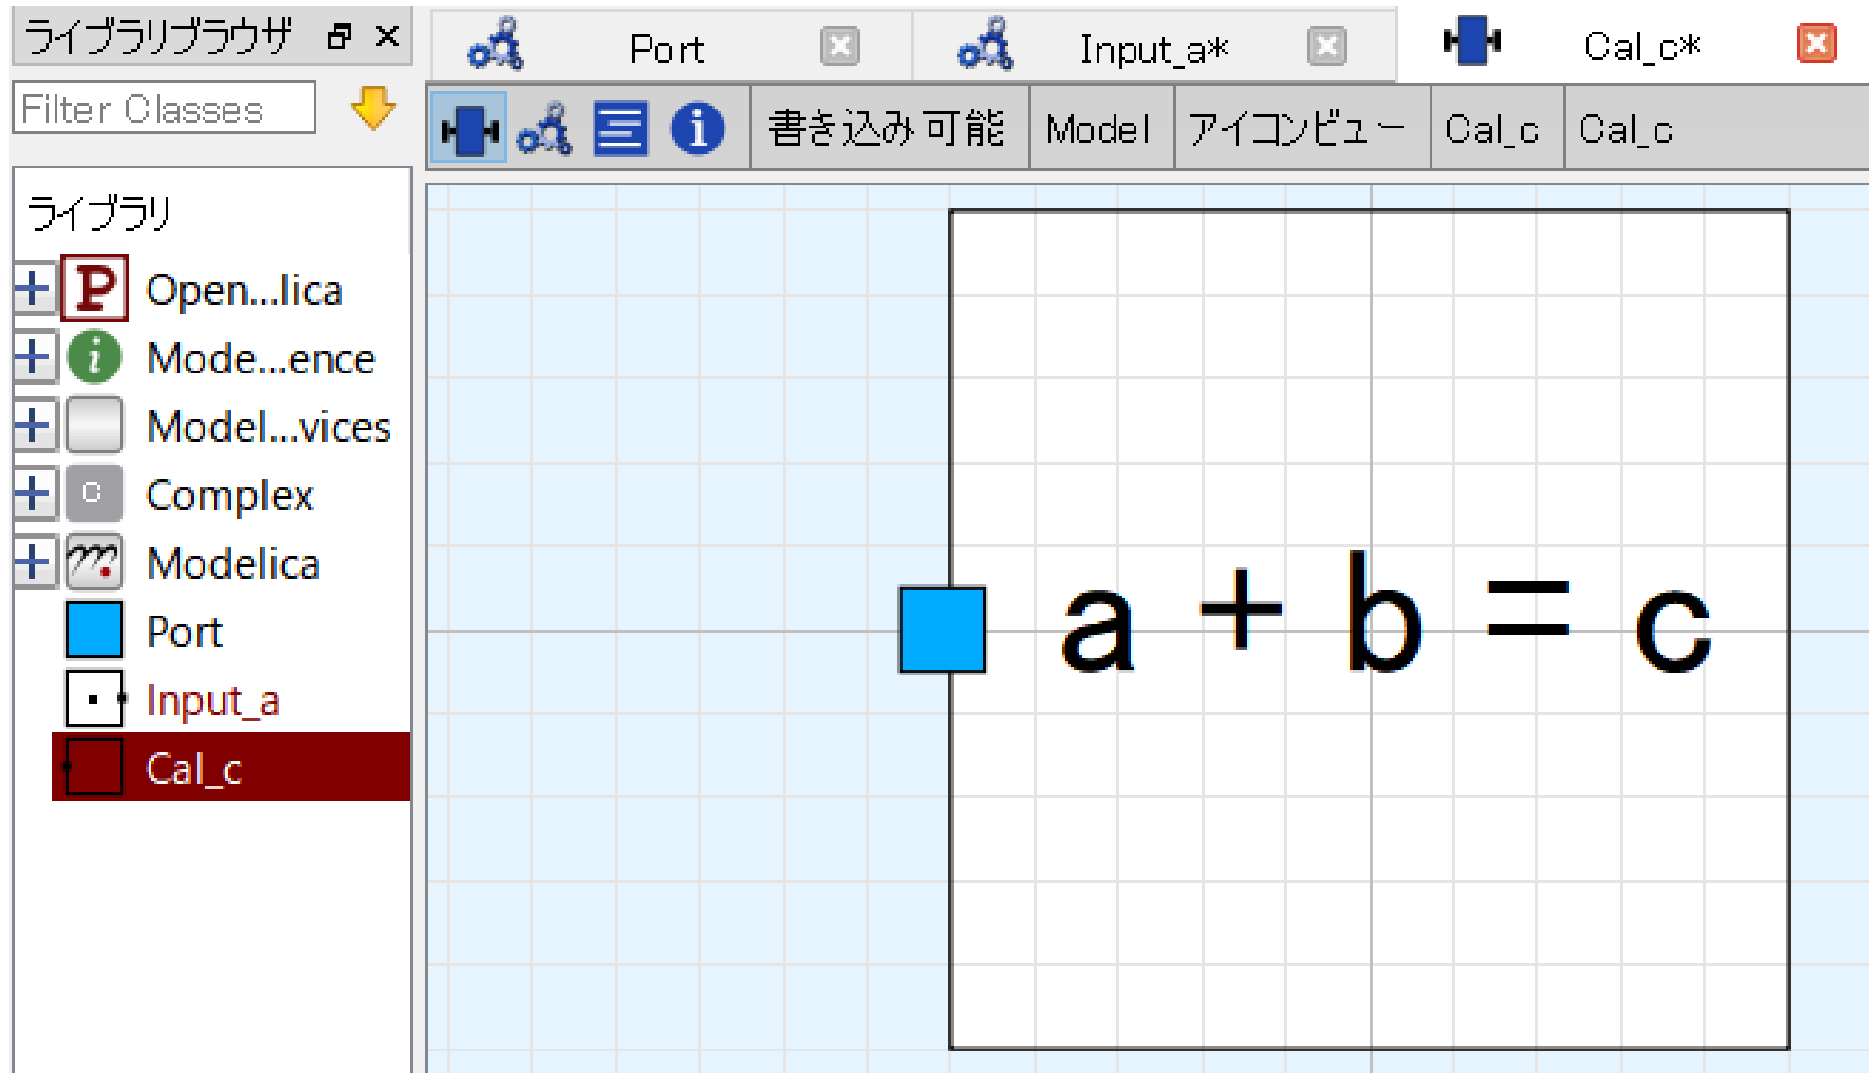 ライブラリブラウザ
Port
Input_a*
Cal_c*
Filter Classes
書き込み可能 Model アイコンビュー Cal_c Cal_c
ライブラリ
P Open...lica
i Mode...ence
Model...vices
C Complex
Modelica
Port
Input_a
Cal_c
a + b = c